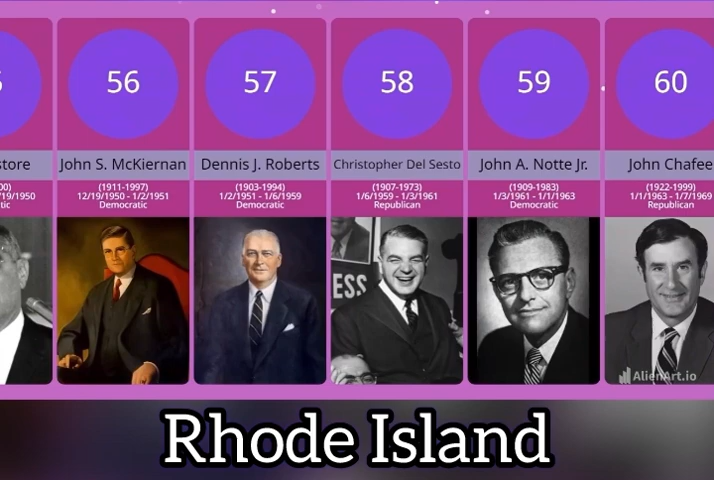 56
57
58
59
60
store
John S. McKiernan
Dennis J. Roberts
Christopher Del Sesto
John A. Notte Jr.
John Chafee
(1911-1997)
12/19/1950 - 1/2/1951
Democratic
(1903-1994)
1/2/1951 - 1/6/1959
Democratic
(1907-1973)
1/6/1959 - 1/3/1961
Republican
(1909-1983)
1/3/1961 - 1/1/1963
Democratic
(1922-1999)
1/1/1963 - 1/7/1969
Republican
ESS
AlienArt.io
Rhode Island